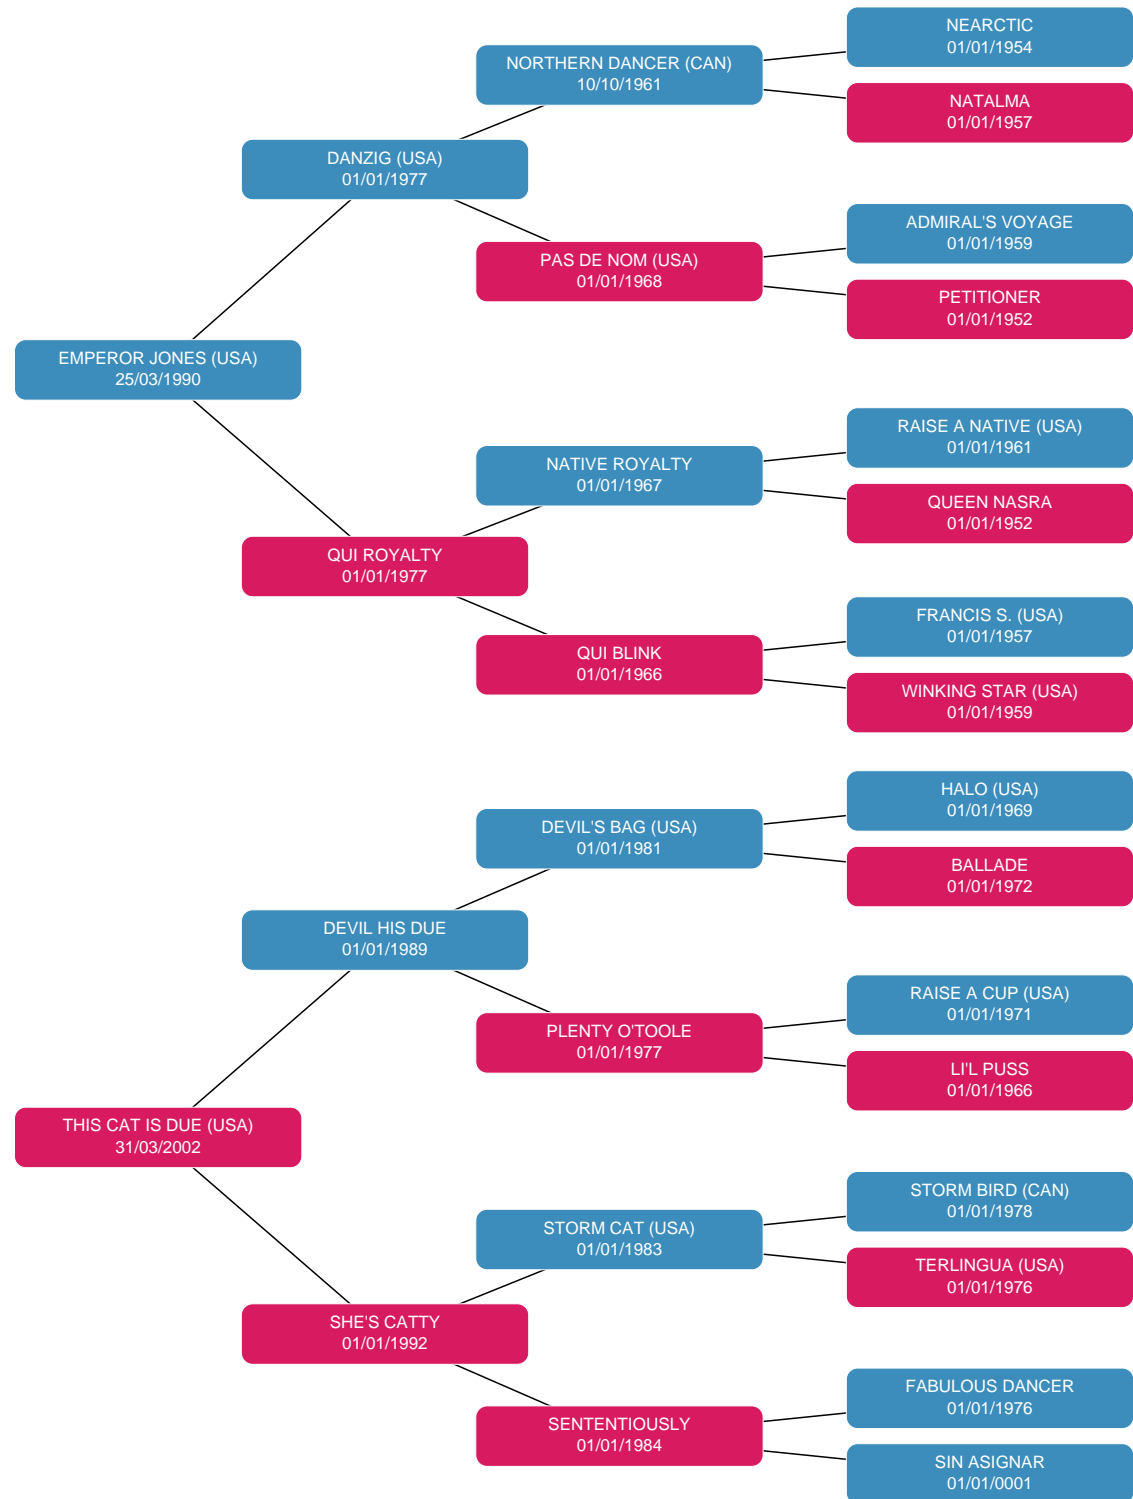 NEARCTIC
01/01/1954
NORTHERN DANCER (CAN)
10/10/1961
NATALMA
01/01/1957
DANZIG (USA)
01/01/1977
ADMIRAL'S VOYAGE
01/01/1959
PAS DE NOM (USA)
01/01/1968
PETITIONER
01/01/1952
EMPEROR JONES (USA)
25/03/1990
RAISE A NATIVE (USA)
01/01/1961
NATIVE ROYALTY
01/01/1967
QUEEN NASRA
01/01/1952
QUI ROYALTY
01/01/1977
FRANCIS S. (USA)
01/01/1957
QUI BLINK
01/01/1966
WINKING STAR (USA)
01/01/1959
HALO (USA)
01/01/1969
DEVIL'S BAG (USA)
01/01/1981
BALLADE
01/01/1972
DEVIL HIS DUE
01/01/1989
RAISE A CUP (USA)
01/01/1971
PLENTY O'TOOLE
01/01/1977
LI'L PUSS
01/01/1966
THIS CAT IS DUE (USA)
31/03/2002
STORM BIRD (CAN)
01/01/1978
STORM CAT (USA)
01/01/1983
TERLINGUA (USA)
01/01/1976
SHE'S CATTY
01/01/1992
FABULOUS DANCER
01/01/1976
SENTENTIOUSLY
01/01/1984
SIN ASIGNAR
01/01/0001